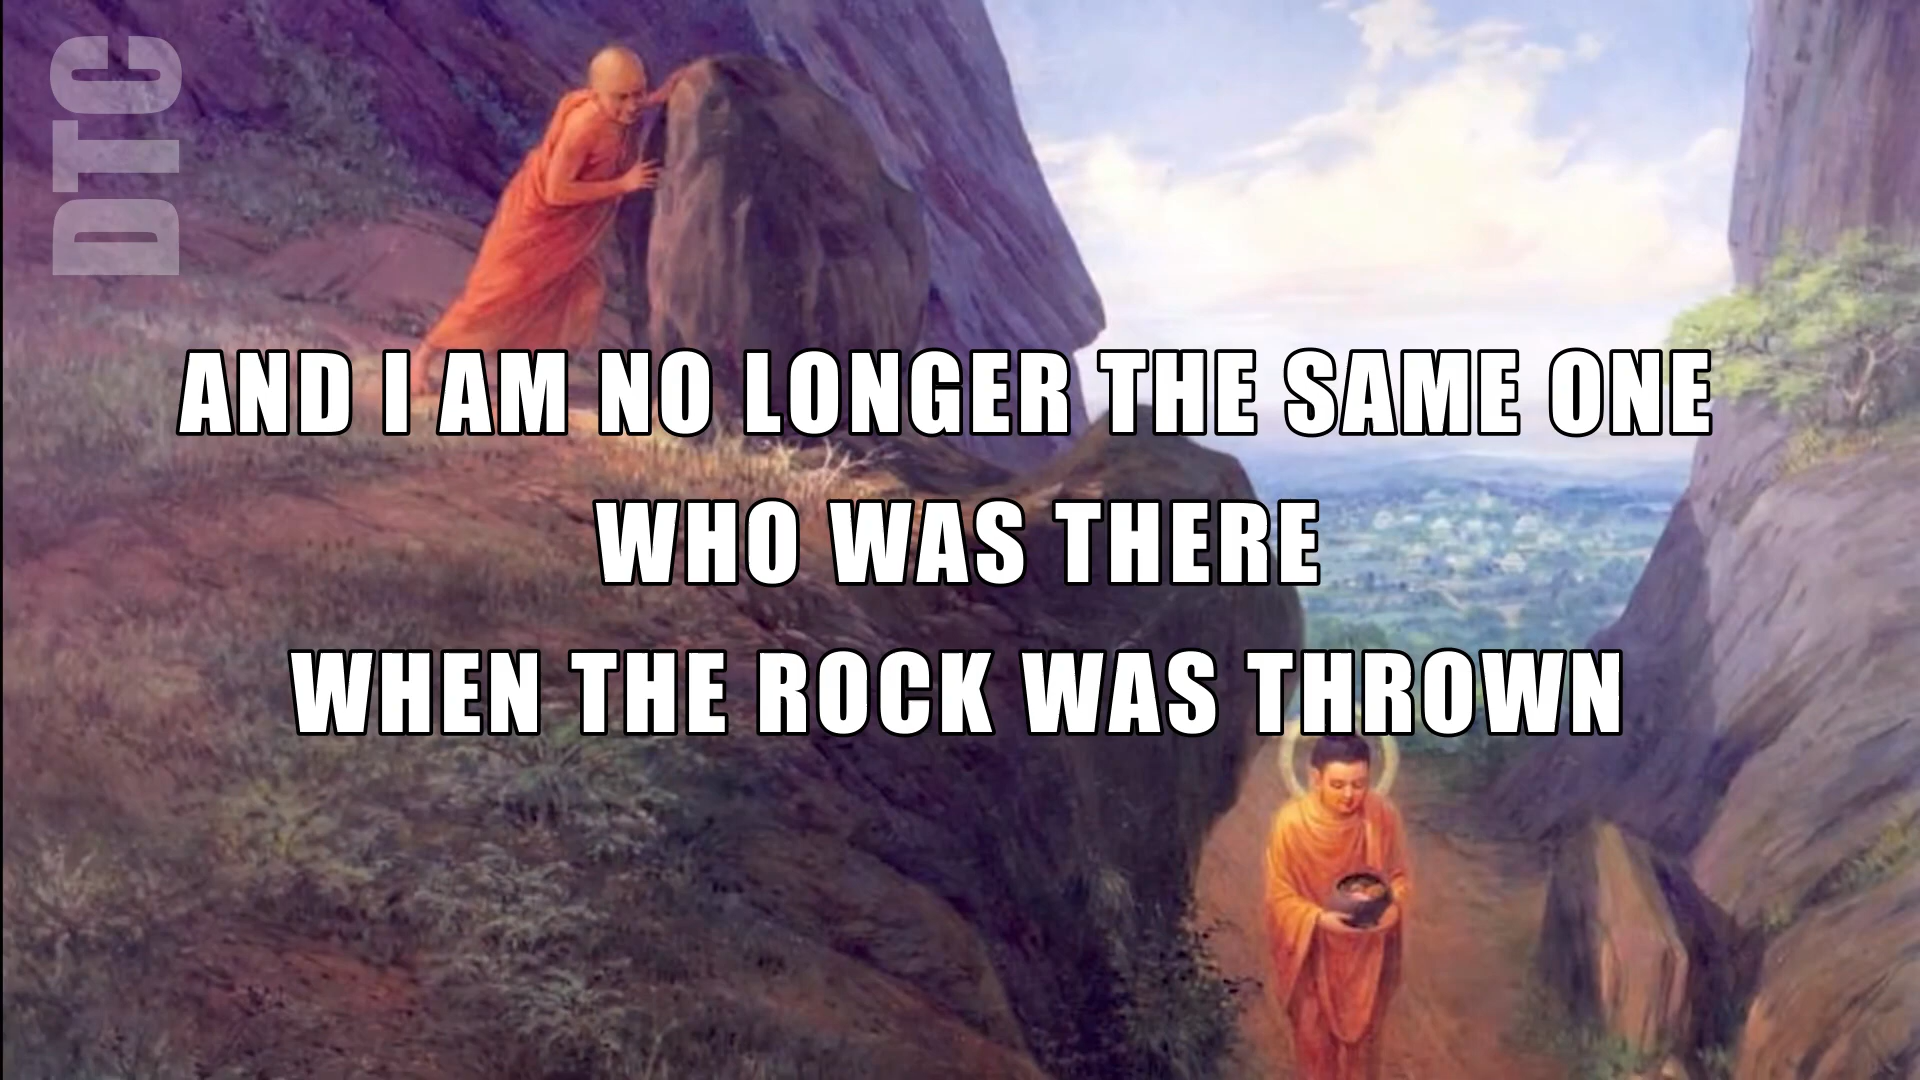 DTC
AND I AM NO LONGER THE SAME ONE
WHO WAS THERE
WHEN THE ROCK WAS THROWN